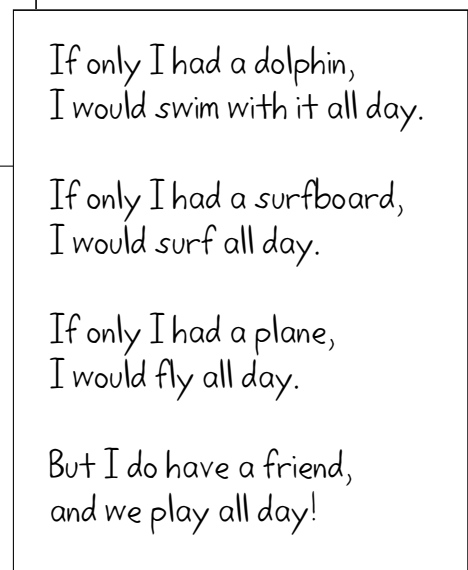 If only I had a dolphin,
I would swim with it all day.
If only I had a surfboard,
I would surf all day.
If only I had a plane,
I would fly all day.
But I do have a friend,
and we play all day!